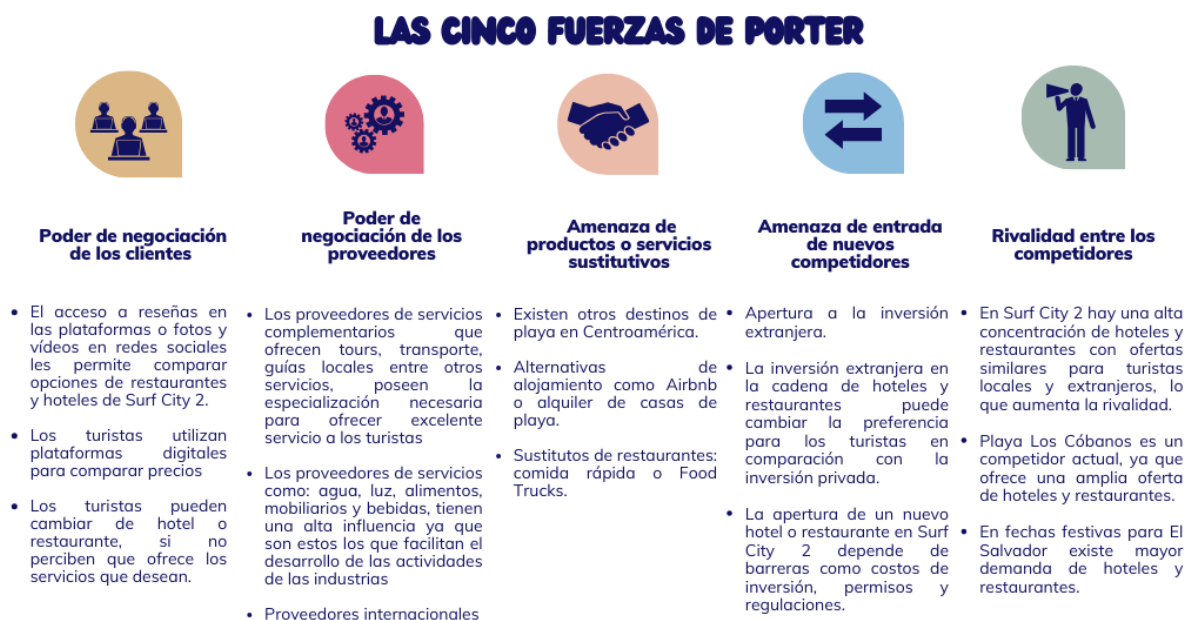 LAS CINCO FUERZAS DE PORTER
Poder de negociación
de los clientes
El acceso a reseñas en
las plataformas o fotos y
vídeos en redes sociales
les permite comparar
opciones de restaurantes
y hoteles de Surf City 2.
Los turistas utilizan
plataformas digitales
para comparar precios
Los turistas pueden
cambiar de hotel o
restaurante, si no
perciben que ofrece los
servicios que desean.
Poder de
negociación de los
proveedores
Los proveedores de servicios
complementarios que
ofrecen tours, transporte,
guías locales entre otros
servicios, poseen la
especialización necesaria
para ofrecer excelente
servicio a los turistas
Los proveedores de servicios
como: agua, luz, alimentos,
mobiliarios y bebidas, tienen
una alta influencia ya que
son estos los que facilitan el
desarrollo de las actividades
de las industrias
Proveedores internacionales
Amenaza de
productos o servicios
sustitutivos
Existen otros destinos de
playa en Centroamérica.
Alternativas de
alojamiento como Airbnb
o alquiler de casas de
playa.
Sustitutos de restaurantes:
comida rápida o Food
Trucks.
Amenaza de entrada
de nuevos
competidores
Apertura a la inversión
extranjera.
La inversión extranjera en
la cadena de hoteles y
restaurantes puede
cambiar la preferencia
para los turistas en
comparación con la
inversión privada.
La apertura de un nuevo
hotel o restaurante en Surf
City 2 depende de
barreras como costos de
inversión, permisos y
regulaciones.
Rivalidad entre los
competidores
En Surf City 2 hay una alta
concentración de hoteles y
restaurantes con ofertas
similares para turistas
locales y extranjeros, lo
que aumenta la rivalidad.
Playa Los Cóbanos es un
competidor actual, ya que
ofrece una amplia oferta
de hoteles y restaurantes.
En fechas festivas para El
Salvador existe mayor
demanda de hoteles y
restaurantes.